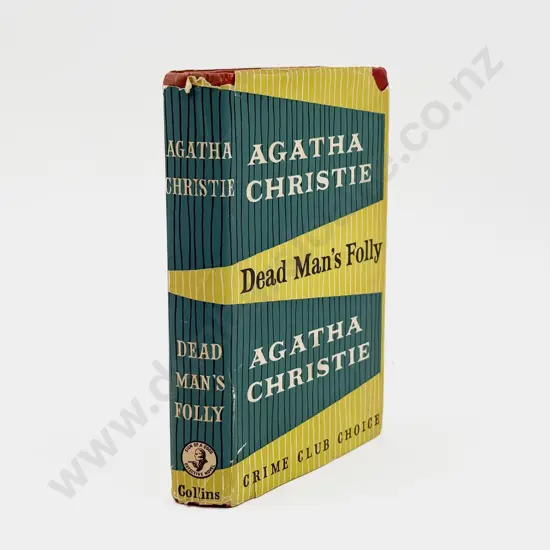 AGATHA
CHRISTIE
DEAD
MAN'S
FOLLY
Collins
AGATHA
CHRISTIE
Dead Man's Folly
AGATHA
CHRISTIE
CRIME CLUB CHOICE